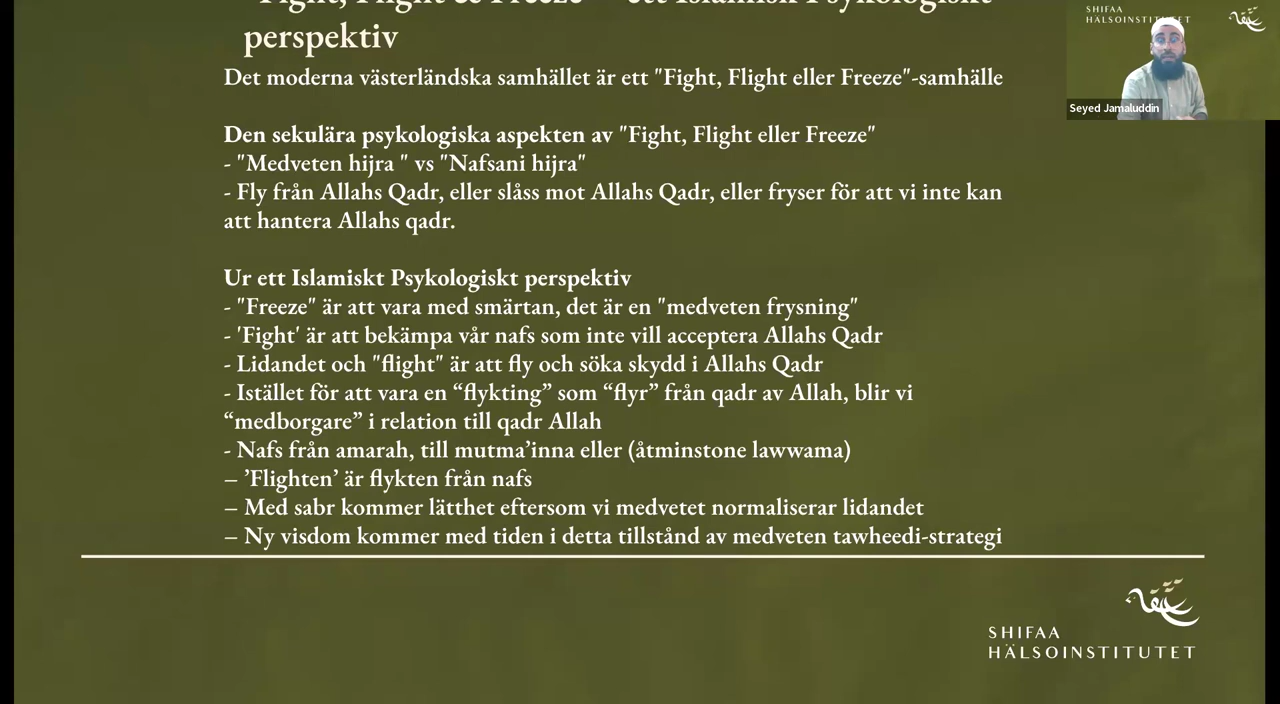 "Fight, Flight & Freeze" – ett Islamisk Psykologiskt
perspektiv
Det moderna västerländska samhället är ett "Fight, Flight eller Freeze"-samhälle
Den sekulära psykologiska aspekten av "Fight, Flight eller Freeze"
- "Medveten hijra " vs "Nafsani hijra"
- Fly från Allahs Qadr, eller slåss mot Allahs Qadr, eller fryser för att vi inte kan
att hantera Allahs qadr.
Ur ett Islamiskt Psykologiskt perspektiv
- "Freeze" är att vara med smärtan, det är en "medveten frysning"
- 'Fight' är att bekämpa vår nafs som inte vill acceptera Allahs Qadr
- Lidandet och "flight" är att fly och söka skydd i Allahs Qadr
- Istället för att vara en “flykting” som “flyr” från qadr av Allah, blir vi
“medborgare” i relation till qadr Allah
- Nafs från amarah, till mutma’inna eller (åtminstone lawwama)
– ’Flighten’ är flykten från nafs
– Med sabr kommer lätthet eftersom vi medvetet normaliserar lidandet
– Ny visdom kommer med tiden i detta tillstånd av medveten tawheedi-strategi
SHIFAA
HÄLSOINSTITUTET
Seyed Jamaluddin
SHIFAA
HÄLSOINSTITUTET